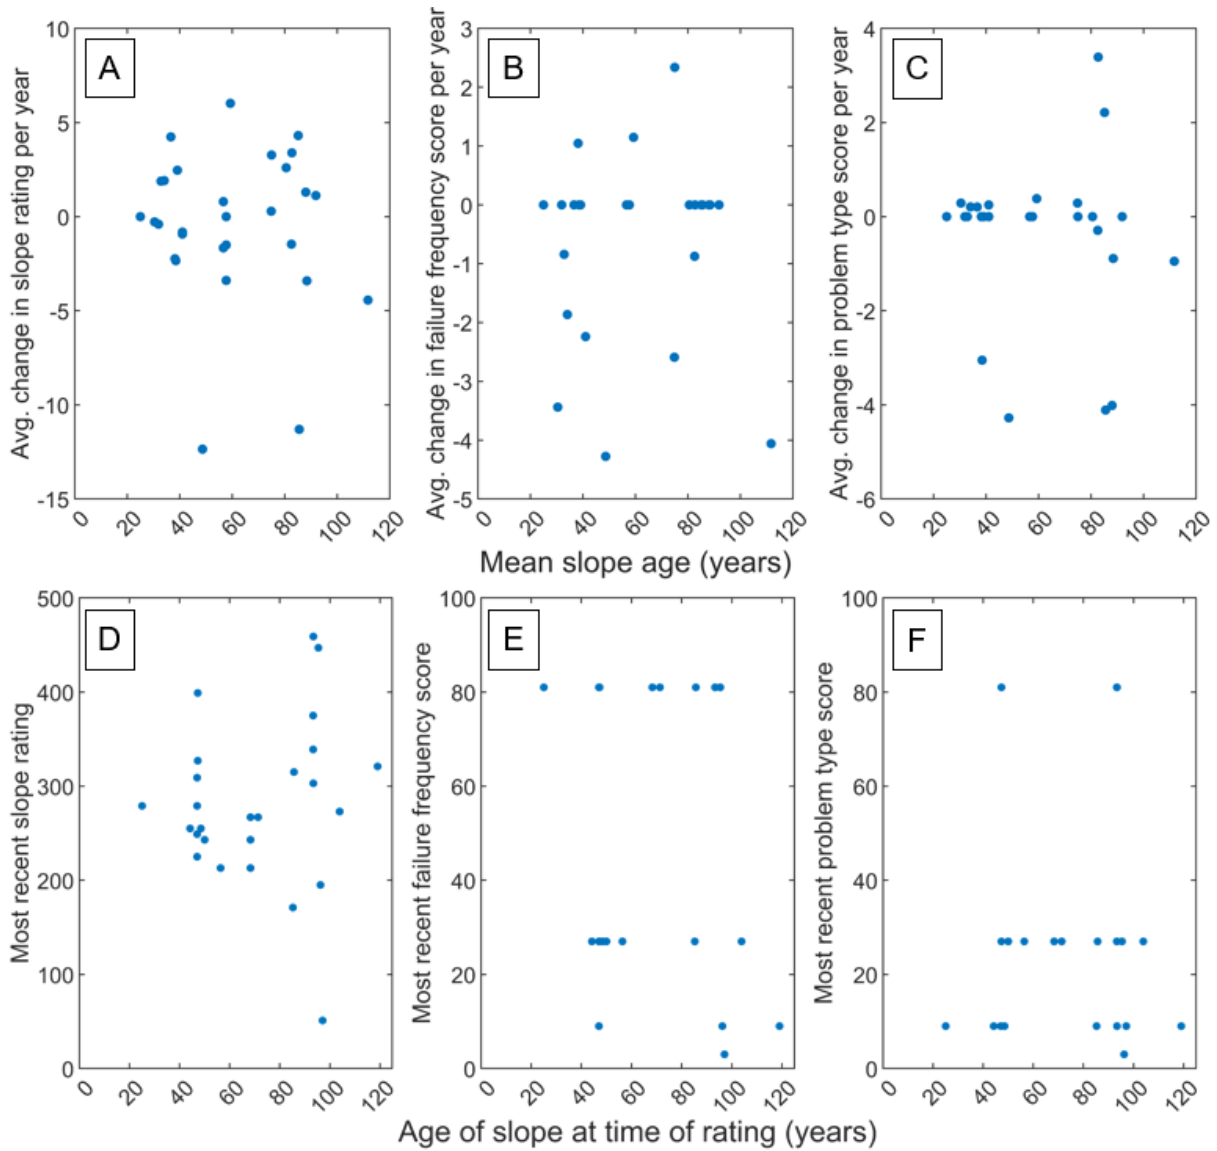 A
Avg. change in slope rating per year
10
5
0
-5
-10
-15
0 20 40 60 80 100 120
B
Avg. change in failure frequency score per year
3
2
1
0
-1
-2
-3
-4
-5
0 20 40 60 80 100 120
C
Avg. change in problem type score per year
4
2
0
-2
-4
-6
0 20 40 60 80 100 120
Mean slope age (years)
D
Most recent slope rating
500
400
300
200
100
0
0 20 40 60 80 100 120
E
Most recent failure frequency score
100
80
60
40
20
0
0 20 40 60 80 100 120
F
Most recent problem type score
100
80
60
40
20
0
0 20 40 60 80 100 120
Age of slope at time of rating (years)